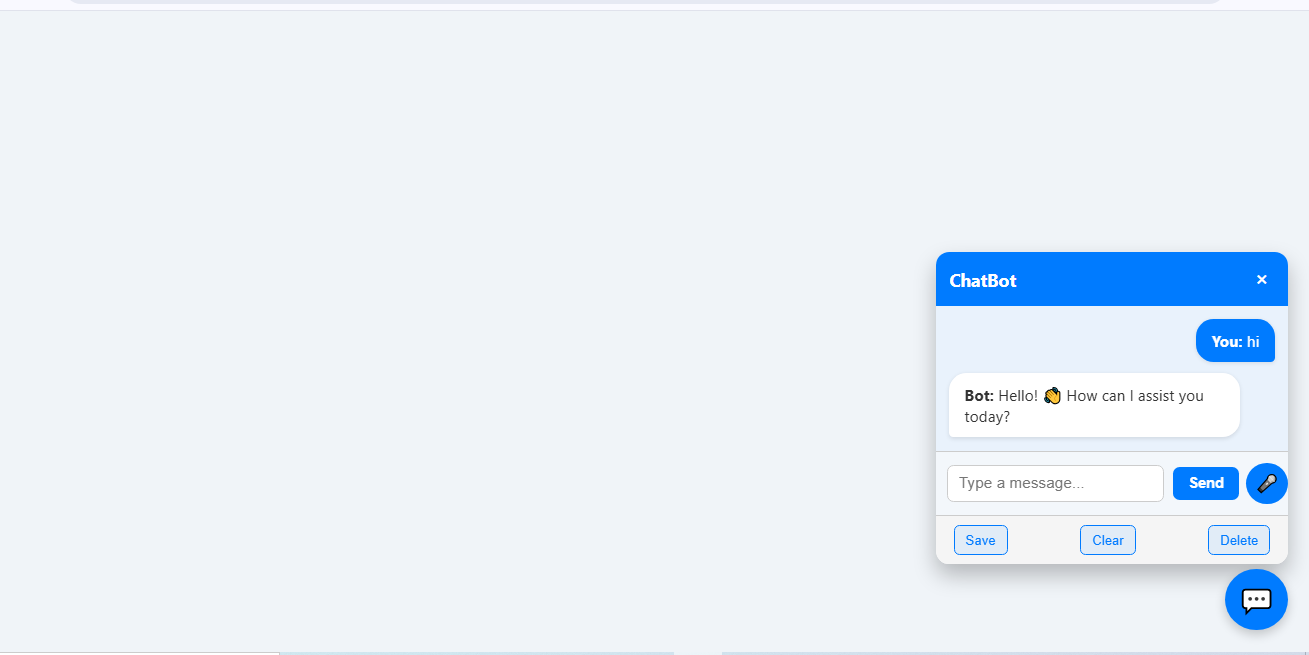 ChatBot ×
You: hi
Bot: Hello! 👋 How can I assist you
today?
Type a message... Send
Save Clear Delete